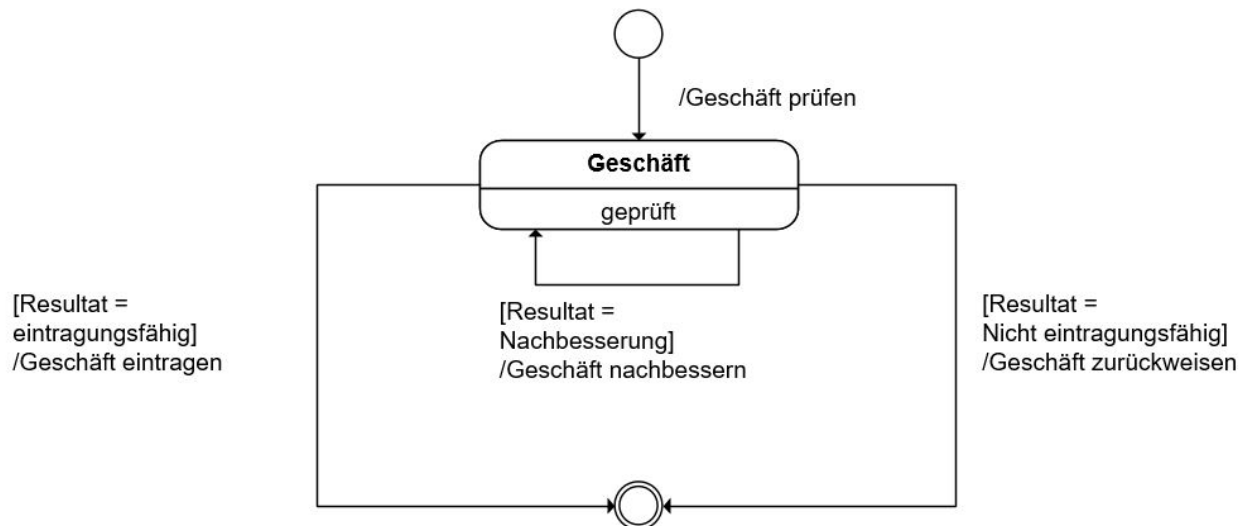 /Geschäft prüfen
Geschäft
geprüft
[Resultat =
eintragungsfähig]
/Geschäft eintragen
[Resultat =
Nachbesserung]
/Geschäft nachbessern
[Resultat =
Nicht eintragungsfähig]
/Geschäft zurückweisen